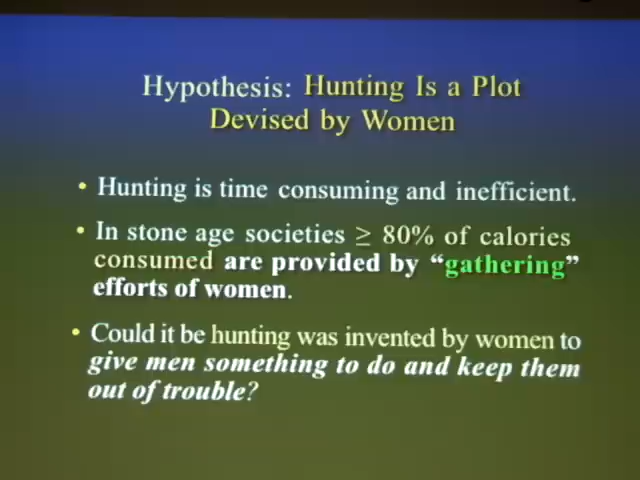 Hypothesis: Hunting Is a Plot
Devised by Women
• Hunting is time consuming and inefficient.
• In stone age societies ≥ 80% of calories
consumed are provided by “gathering”
efforts of women.
• Could it be hunting was invented by women to
give men something to do and keep them
out of trouble?